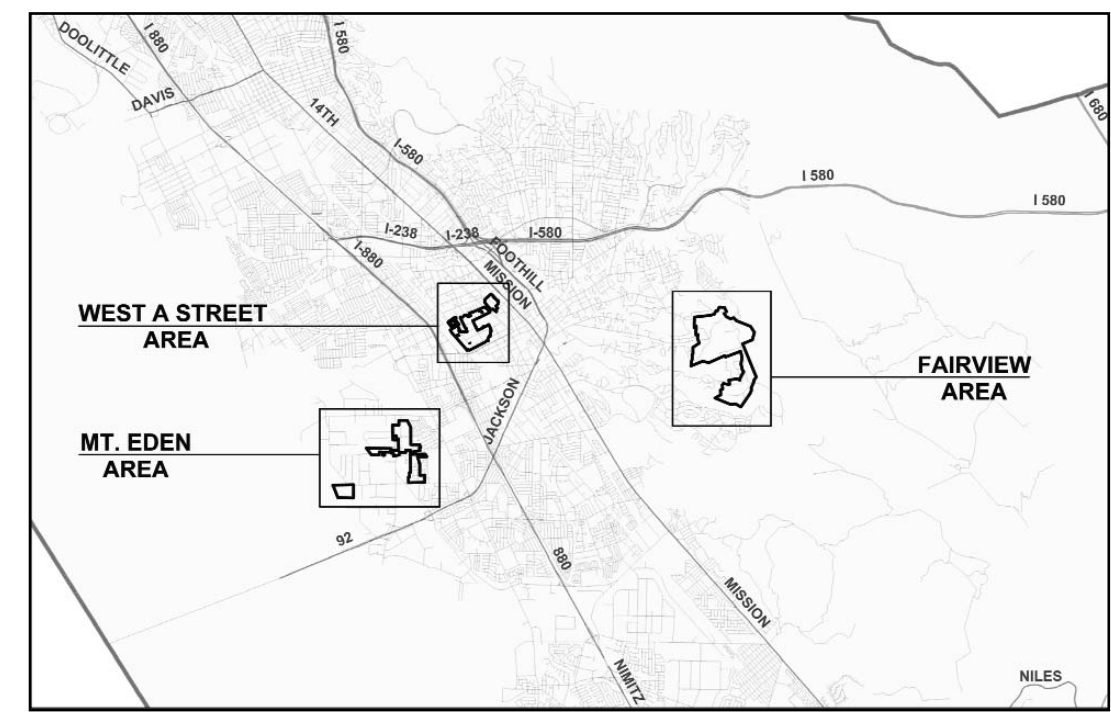 DOOLITTLE
I 880
I 580
DAVIS
14TH
I-580
I 680
I 580
I 580
I-238
I-238
I-580
I-880
FOOTHILL
MISSION
WEST A STREET
AREA
FAIRVIEW
AREA
JACKSON
MT. EDEN
AREA
92
880
MISSION
NIMITZ
NILES